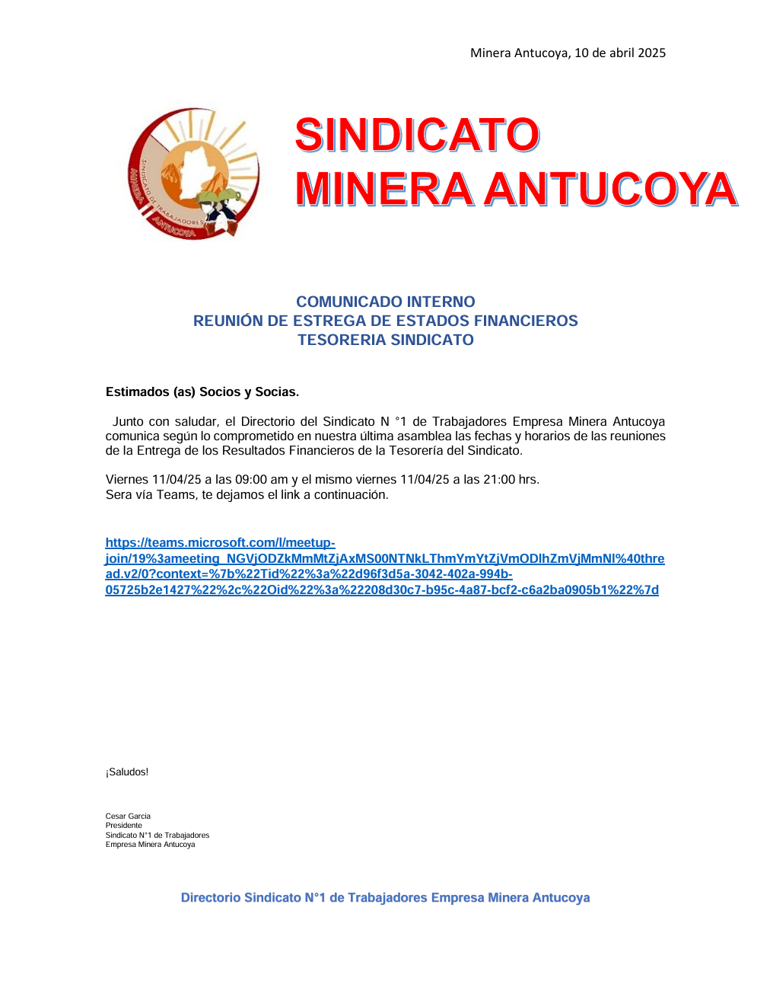 Minera Antucoya, 10 de abril 2025
SINDICATO
MINERA ANTUCOYA
SINDICATO DE TRABAJADORES
MINERA
ANTUCOYA
COMUNICADO INTERNO
REUNIÓN DE ESTREGA DE ESTADOS FINANCIEROS
TESORERIA SINDICATO
Estimados (as) Socios y Socias.
Junto con saludar, el Directorio del Sindicato N °1 de Trabajadores Empresa Minera Antucoya
comunica según lo comprometido en nuestra última asamblea las fechas y horarios de las reuniones
de la Entrega de los Resultados Financieros de la Tesorería del Sindicato.
Viernes 11/04/25 a las 09:00 am y el mismo viernes 11/04/25 a las 21:00 hrs.
Sera vía Teams, te dejamos el link a continuación.
https://teams.microsoft.com/l/meetup-
join/19%3ameeting_NGVjODZkMmMtZjAxMS00NTNkLThmYmYtZjVmODlhZmVjMmNl%40thre
ad.v2/0?context=%7b%22Tid%22%3a%22d96f3d5a-3042-402a-994b-
05725b2e1427%22%2c%22Oid%22%3a%22208d30c7-b95c-4a87-bcf2-c6a2ba0905b1%22%7d
¡Saludos!
Cesar Garcia
Presidente
Sindicato N°1 de Trabajadores
Empresa Minera Antucoya
Directorio Sindicato N°1 de Trabajadores Empresa Minera Antucoya